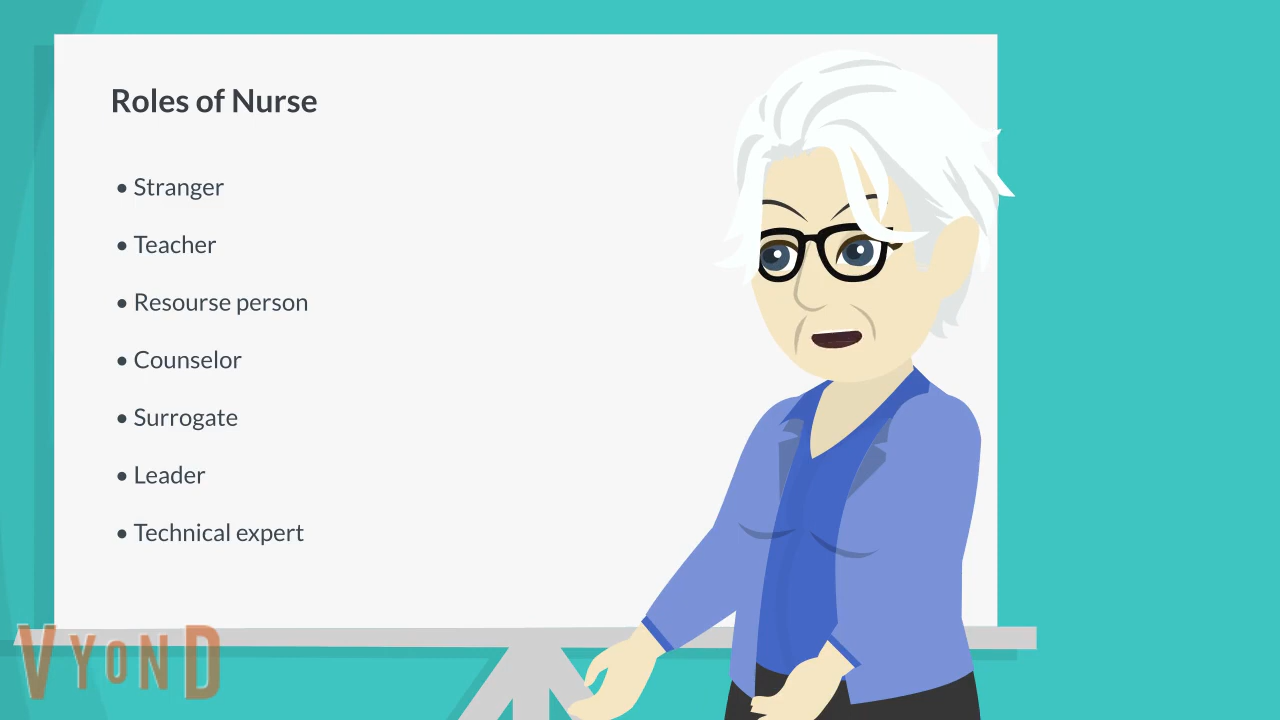 Roles of Nurse
• Stranger
• Teacher
• Resourse person
• Counselor
• Surrogate
• Leader
• Technical expert
VYOND